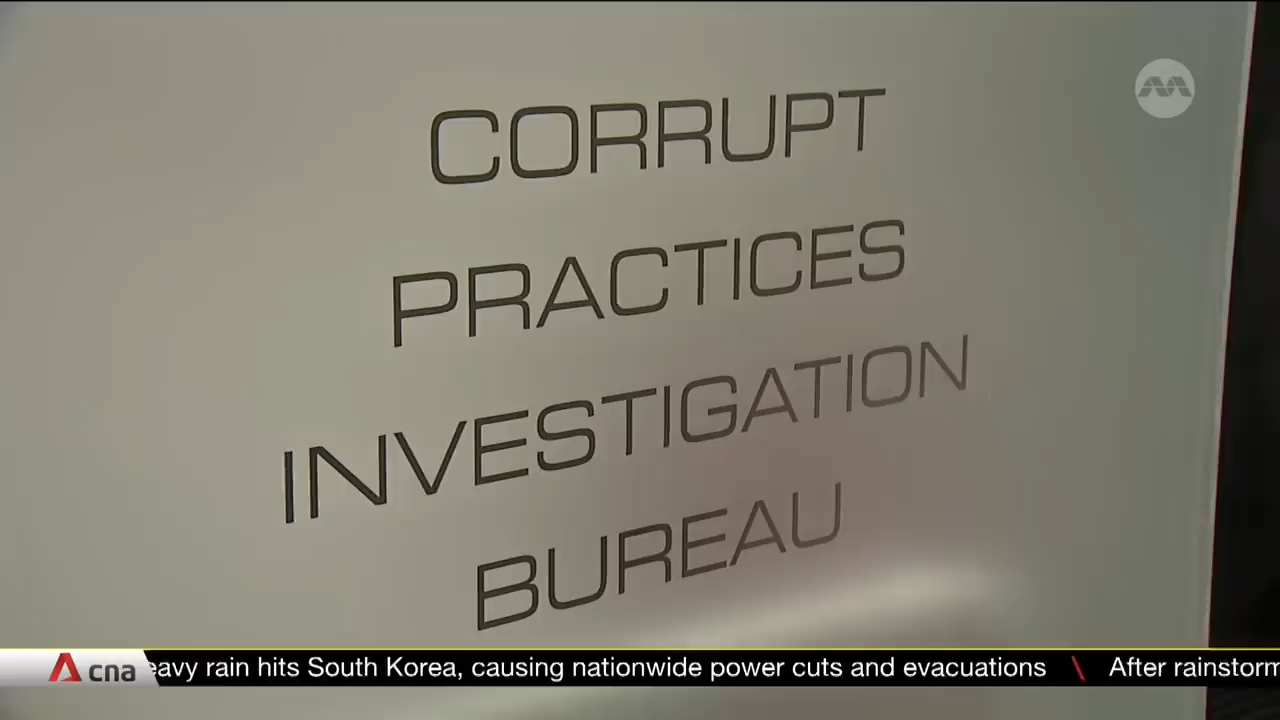 CORRUPT
PRACTICES
INVESTIGATION
BUREAU
cna
eavy rain hits South Korea, causing nationwide power cuts and evacuations \ After rainstorm